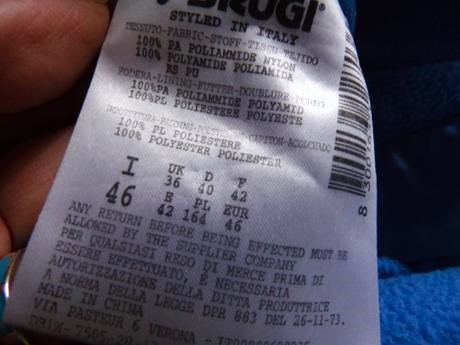 BRUGI
STYLED IN ITALY
TESSUTO-FABRIC-STOFF-TISSU-TEJIDO
100% PA POLIAMMIDE NYLON
100% POLYAMIDE POLIAMIDA
RS PU
FODERA-LINING-FUTTER-DOUBLURE-FORRO
100%PA POLIAMMIDE POLYAMID
100%PL POLIESTERE POLYESTER
100% PL POLIESTERE
100% POLYESTER POLIESTER
I UK D F
46 36 40 42
E PL EUR
42 164 46
ANY RETURN BEFORE BEING EFFECTED MUST BE
ALLOWED BY THE SUPPLIER COMPANY
PER QUALSIASI RESO DI MERCE PRIMA DI
ESSERE EFFETTUATO, E NECESSARIA
AUTORIZZAZIONE DELLA DITTA PRODUTTRICE
A NORMA DELLA LEGGE DPR 883 DEL 26-11-73.
MADE IN CHINA
VIA PASTEUR 6 VERONA